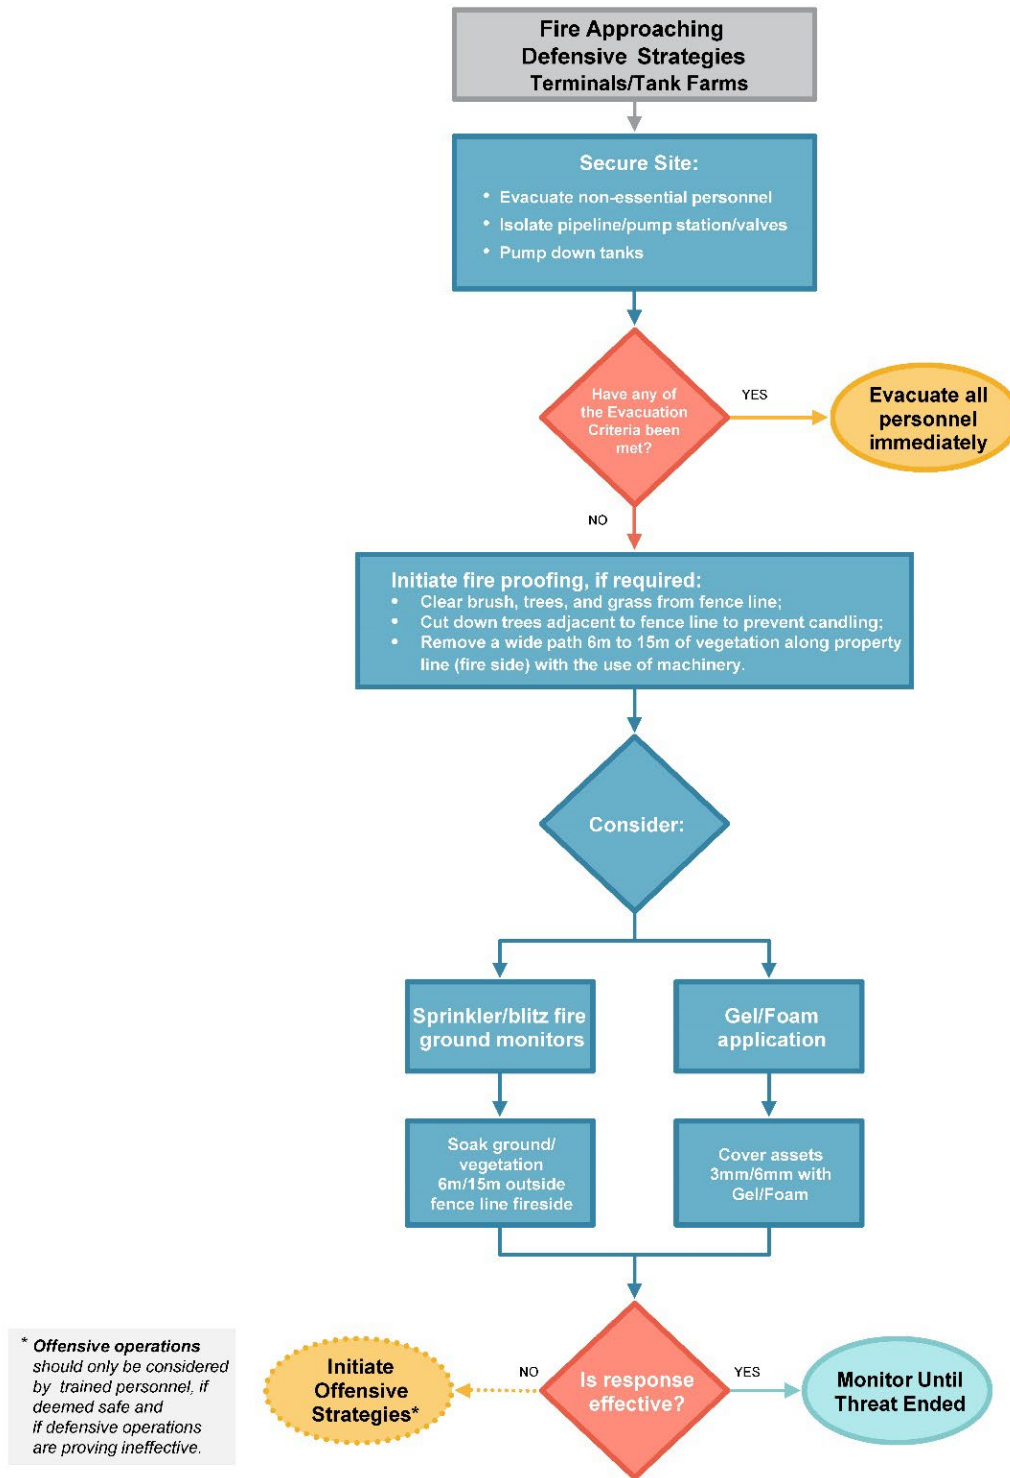 Fire Approaching
Defensive Strategies
Terminals/Tank Farms
Secure Site:
• Evacuate non-essential personnel
• Isolate pipeline/pump station/valves
• Pump down tanks
Have any of
the Evacuation
Criteria been
met?
YES
Evacuate all
personnel
immediately
NO
Initiate fire proofing, if required:
• Clear brush, trees, and grass from fence line;
• Cut down trees adjacent to fence line to prevent candling;
• Remove a wide path 6m to 15m of vegetation along property
line (fire side) with the use of machinery.
Consider:
Sprinkler/blitz fire
ground monitors
Gel/Foam
application
Soak ground/
vegetation
6m/15m outside
fence line fireside
Cover assets
3mm/6mm with
Gel/Foam
* Offensive operations
should only be considered
by trained personnel, if
deemed safe and
if defensive operations
are proving ineffective.
Initiate
Offensive
Strategies*
NO
Is response
effective?
YES
Monitor Until
Threat Ended